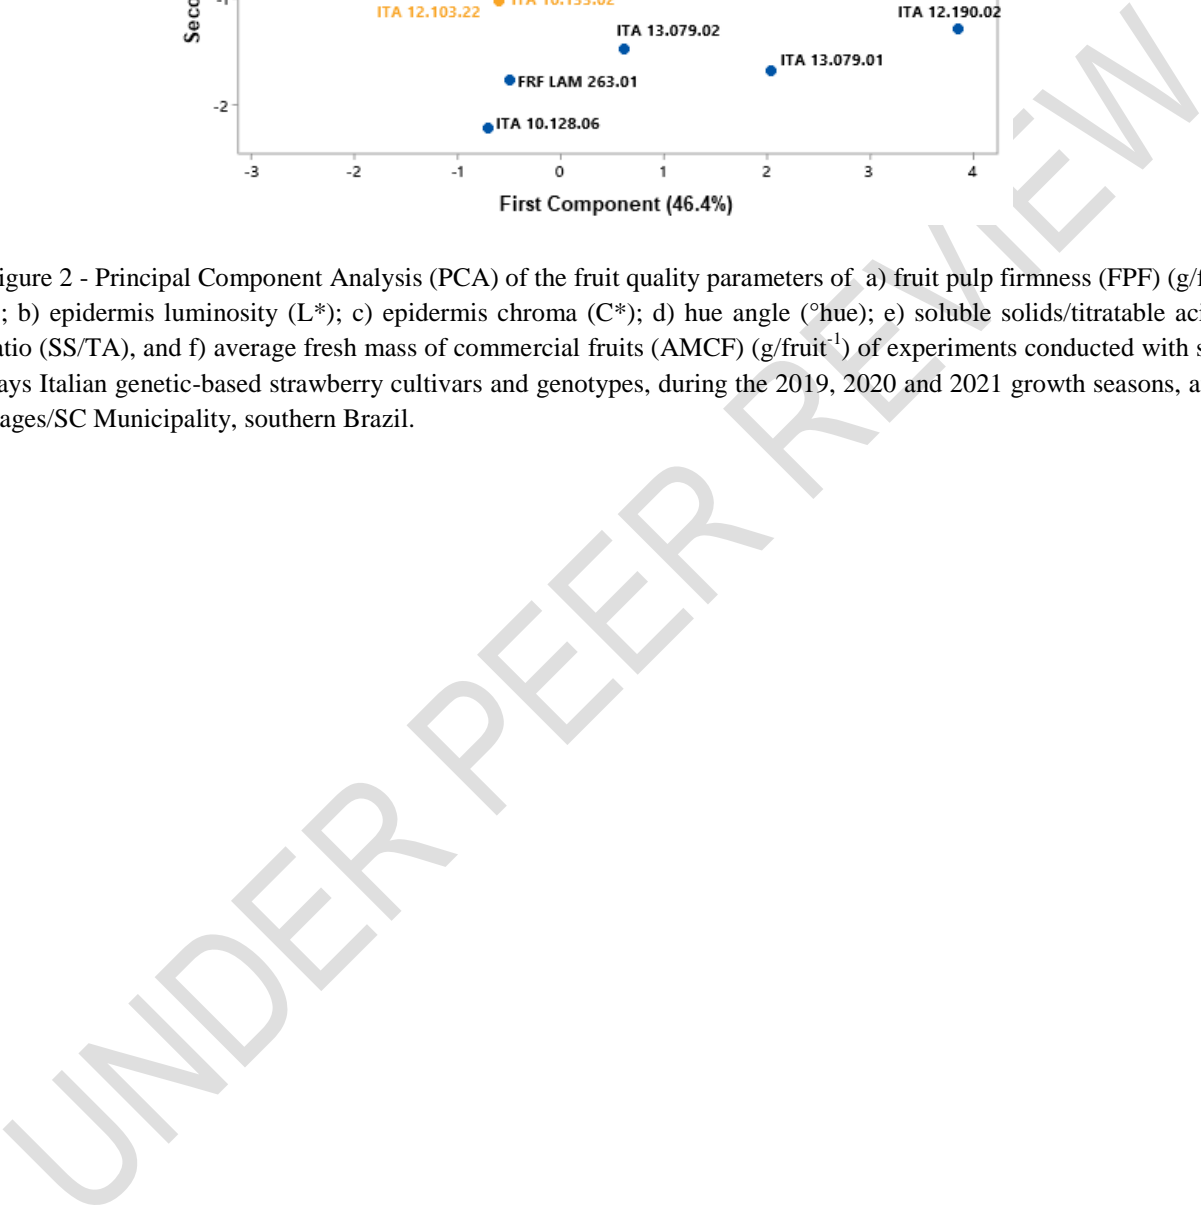 ITA 12.103.22
ITA 12.190.02
ITA 13.079.02
ITA 13.079.01
FRF LAM 263.01
-2
ITA 10.128.06
-3 -2 -1 0 1 2 3 4
First Component (46.4%)
igure 2 - Principal Component Analysis (PCA) of the fruit quality parameters of a) fruit pulp firmness (FPF) (g/f
; b) epidermis luminosity (L*); c) epidermis chroma (C*); d) hue angle (°hue); e) soluble solids/titratable aci
atio (SS/TA), and f) average fresh mass of commercial fruits (AMCF) (g/fruit⁻¹) of experiments conducted with s
ays Italian genetic-based strawberry cultivars and genotypes, during the 2019, 2020 and 2021 growth seasons, a
ages/SC Municipality, southern Brazil.
UNDER PEER REVIEW